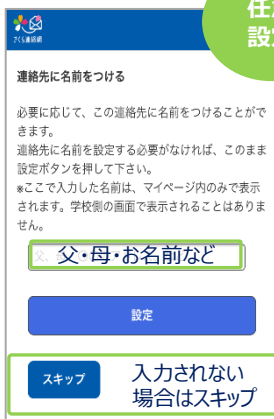 任
設定
さくら連絡網
連絡先に名前をつける
必要に応じて、この連絡先に名前をつけることがで
きます。
連絡先に名前を設定する必要がなければ、このまま
設定ボタンを押して下さい。
*ここで入力した名前は、マイページ内のみで表示
されます。学校側の画面で表示されることはありま
せん。
父・母・お名前など
設定
スキップ
入力されない
場合はスキップ